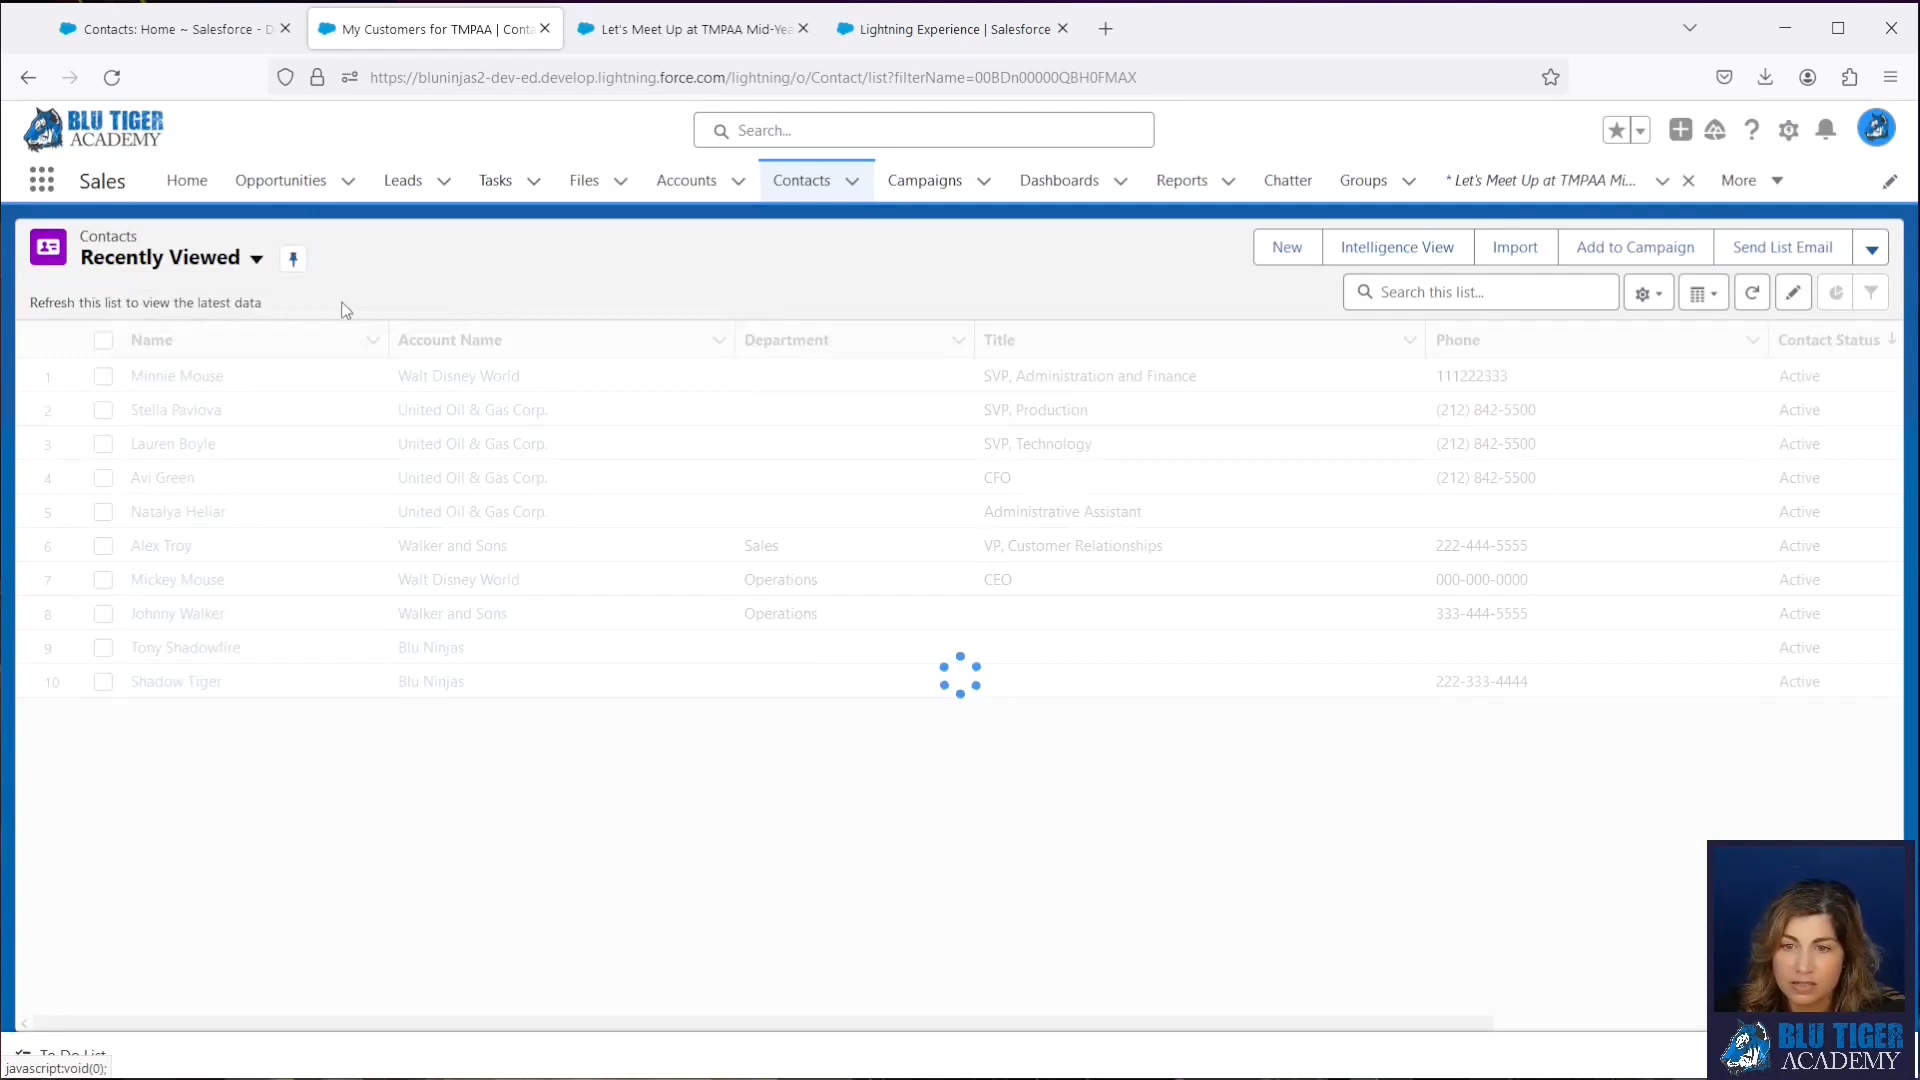 Contacts: Home ~ Salesforce - D
My Customers for TMPAA | Conta
Let's Meet Up at TMPAA Mid-Yea
Lightning Experience | Salesforce
https://bluninjas2-dev-ed.develop.lightning.force.com/lightning/o/Contact/list?filterName=00BDn00000QBH0FMAX
BLU TIGER
ACADEMY
Search...
Sales
Home
Opportunities
Leads
Tasks
Files
Accounts
Contacts
Campaigns
Dashboards
Reports
Chatter
Groups
* Let's Meet Up at TMPAA Mi...
More
Contacts
Recently Viewed
New
Intelligence View
Import
Add to Campaign
Send List Email
Refresh this list to view the latest data
Search this list...
Name Account Name Department Title Phone Contact Status
1 Minnie Mouse Walt Disney World SVP, Administration and Finance 111222333 Active
2 Stella Pavlova United Oil & Gas Corp. SVP, Production (212) 842-5500 Active
3 Lauren Boyle United Oil & Gas Corp. SVP, Technology (212) 842-5500 Active
4 Avi Green United Oil & Gas Corp. CFO (212) 842-5500 Active
5 Natalya Heliar United Oil & Gas Corp. Administrative Assistant Active
6 Alex Troy Walker and Sons Sales VP, Customer Relationships 222-444-5555 Active
7 Mickey Mouse Walt Disney World Operations CEO 000-000-0000 Active
8 Johnny Walker Walker and Sons Operations 333-444-5555 Active
9 Tony Shadowfire Blu Ninjas Active
10 Shadow Tiger Blu Ninjas 222-333-4444 Active
To Do List
javascript:void(0);
BLU TIGER
ACADEMY